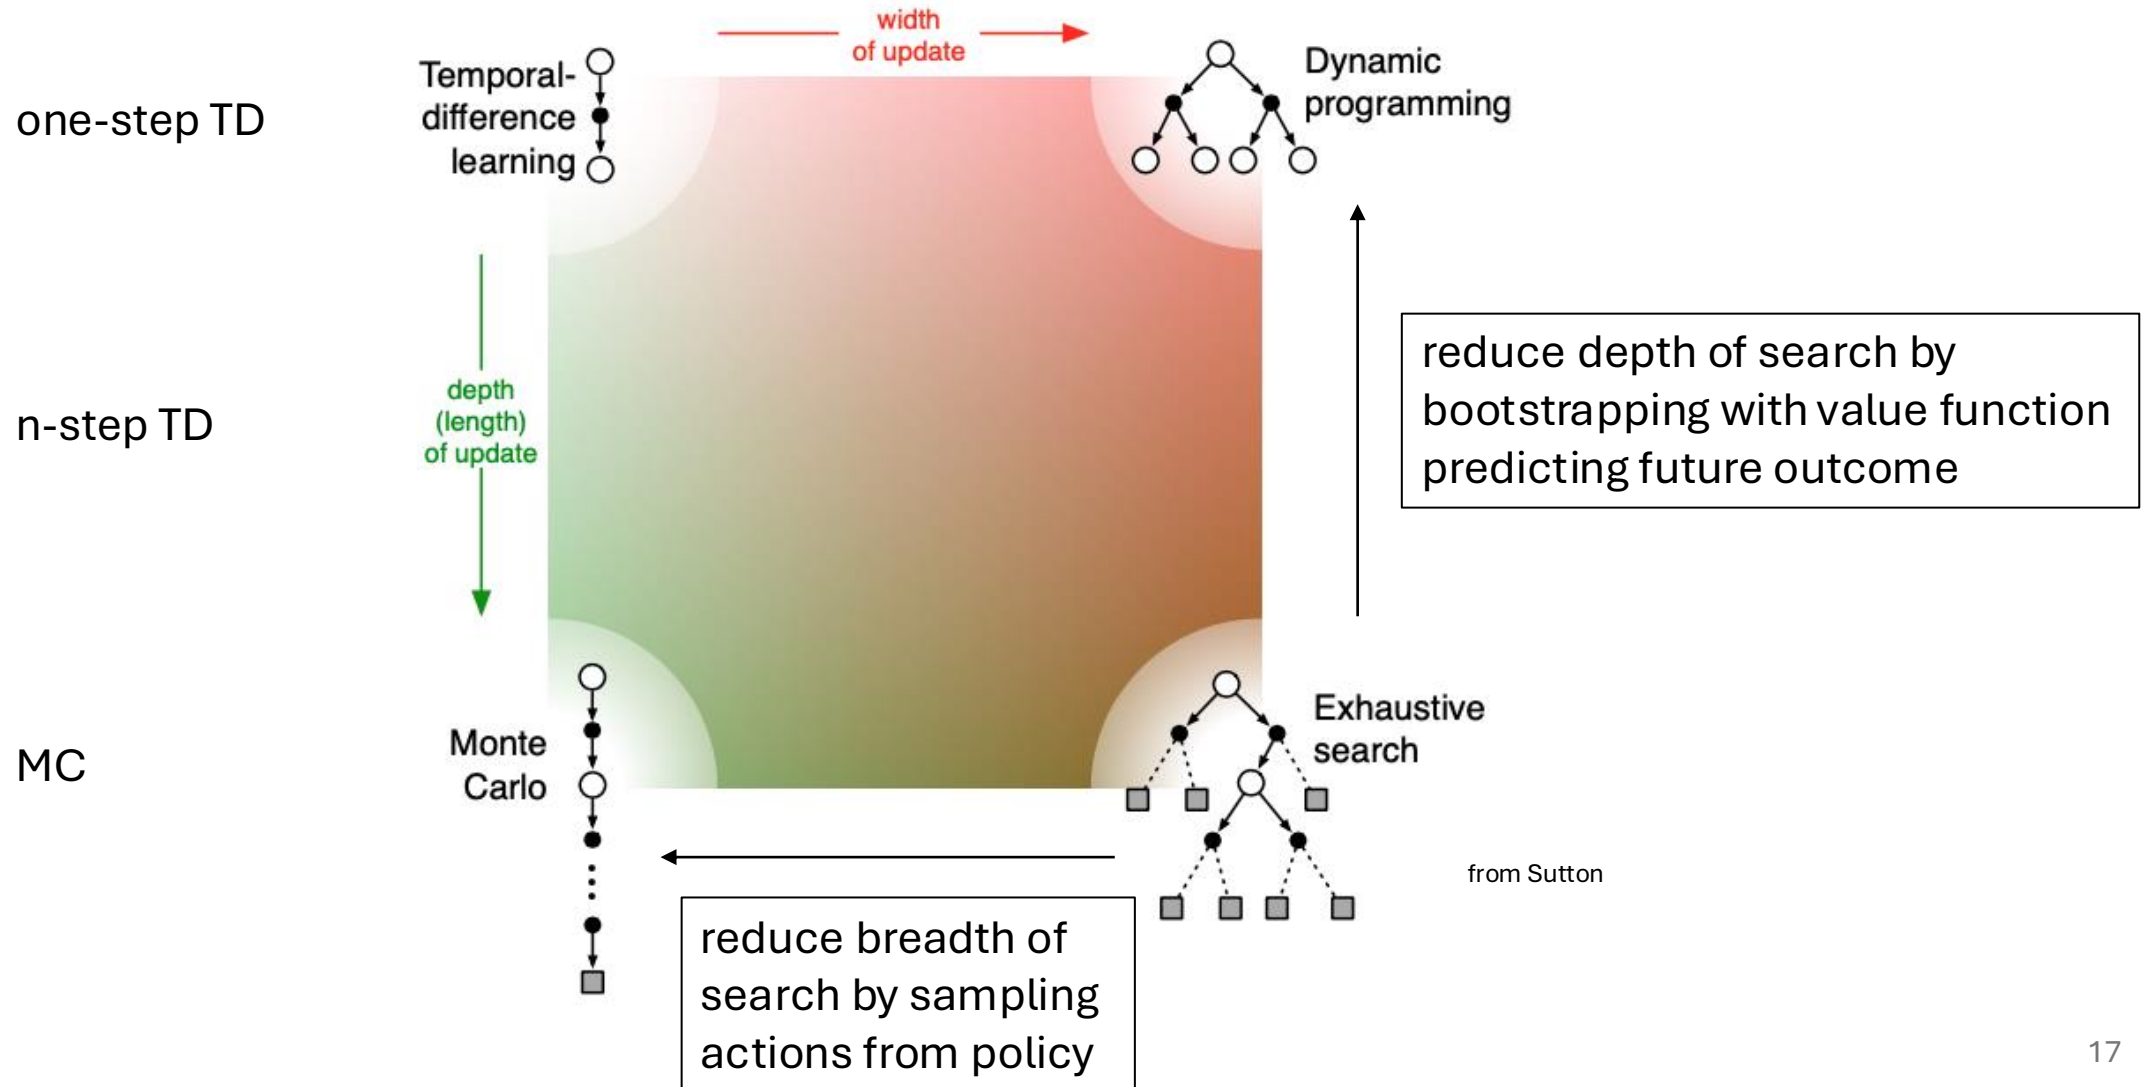 width
of update
Temporal-
difference
learning
Dynamic
programming
one-step TD
depth
(length)
of update
n-step TD
reduce depth of search by
bootstrapping with value function
predicting future outcome
Monte
Carlo
MC
Exhaustive
search
from Sutton
reduce breadth of
search by sampling
actions from policy
17